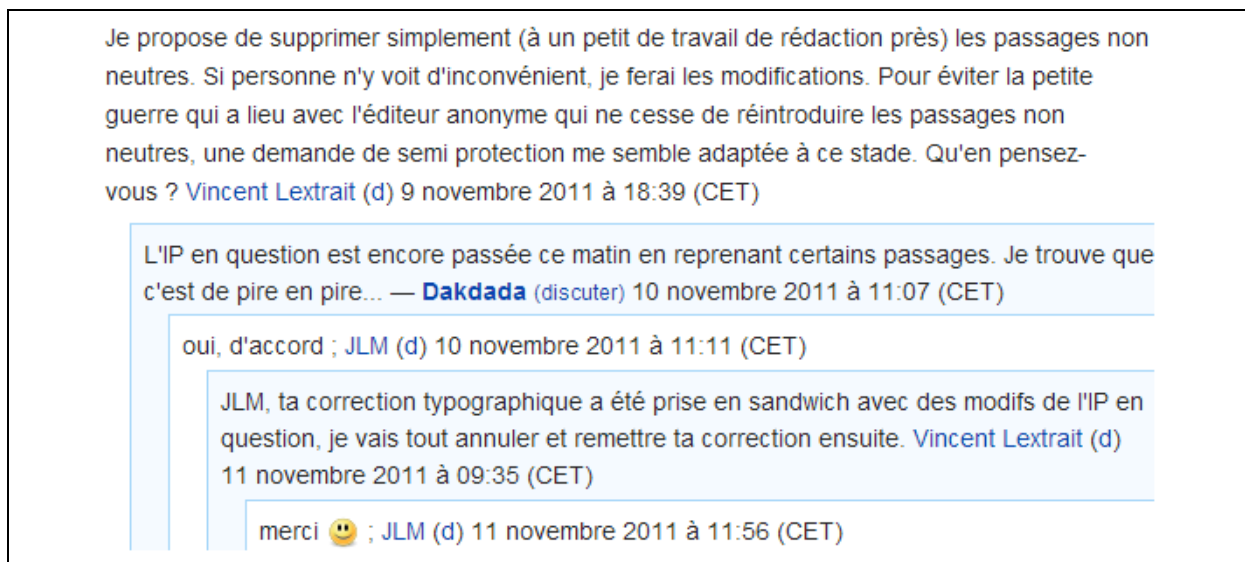 Je propose de supprimer simplement (à un petit de travail de rédaction près) les passages non
neutres. Si personne n'y voit d'inconvénient, je ferai les modifications. Pour éviter la petite
guerre qui a lieu avec l'éditeur anonyme qui ne cesse de réintroduire les passages non
neutres, une demande de semi protection me semble adaptée à ce stade. Qu'en pensez-
vous ? Vincent Lextrait (d) 9 novembre 2011 à 18:39 (CET)
L'IP en question est encore passée ce matin en reprenant certains passages. Je trouve que
c'est de pire en pire... — Dakdada (discuter) 10 novembre 2011 à 11:07 (CET)
oui, d'accord ; JLM (d) 10 novembre 2011 à 11:11 (CET)
JLM, ta correction typographique a été prise en sandwich avec des modifs de l'IP en
question, je vais tout annuler et remettre ta correction ensuite. Vincent Lextrait (d)
11 novembre 2011 à 09:35 (CET)
merci ; JLM (d) 11 novembre 2011 à 11:56 (CET)